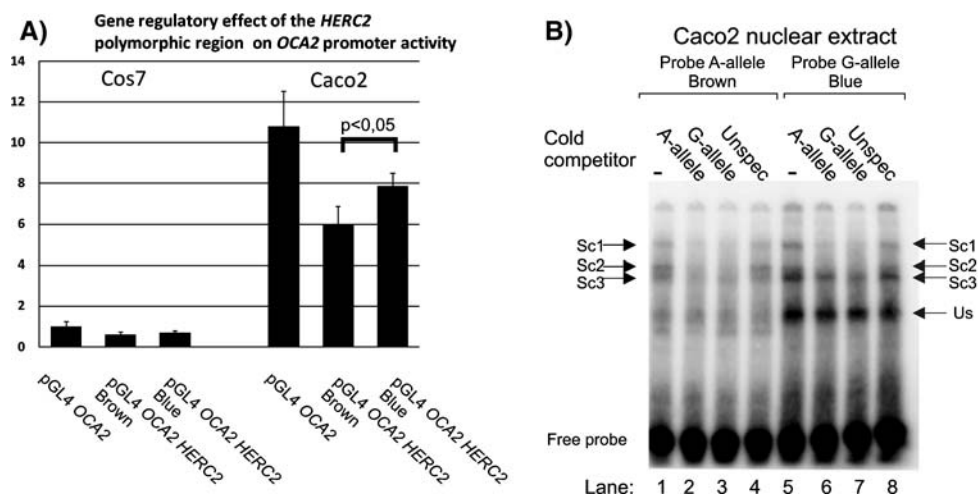 A)
Gene regulatory effect of the HERC2
polymorphic region on OCA2 promoter activity
14
12
10
8
6
4
2
0
Cos7
Caco2
p<0,05
pGL4 OCA2
pGL4 OCA2 HERC2
Brown
pGL4 OCA2 HERC2
Blue
pGL4 OCA2
pGL4 OCA2 HERC2
Brown
pGL4 OCA2 HERC2
Blue
B)
Caco2 nuclear extract
Probe A-allele
Brown
Probe G-allele
Blue
Cold
competitor
-
A-allele
G-allele
Unspec
-
A-allele
G-allele
Unspec
Sc1
Sc2
Sc3
Sc1
Sc2
Sc3
Us
Free probe
Lane: 1 2 3 4 5 6 7 8